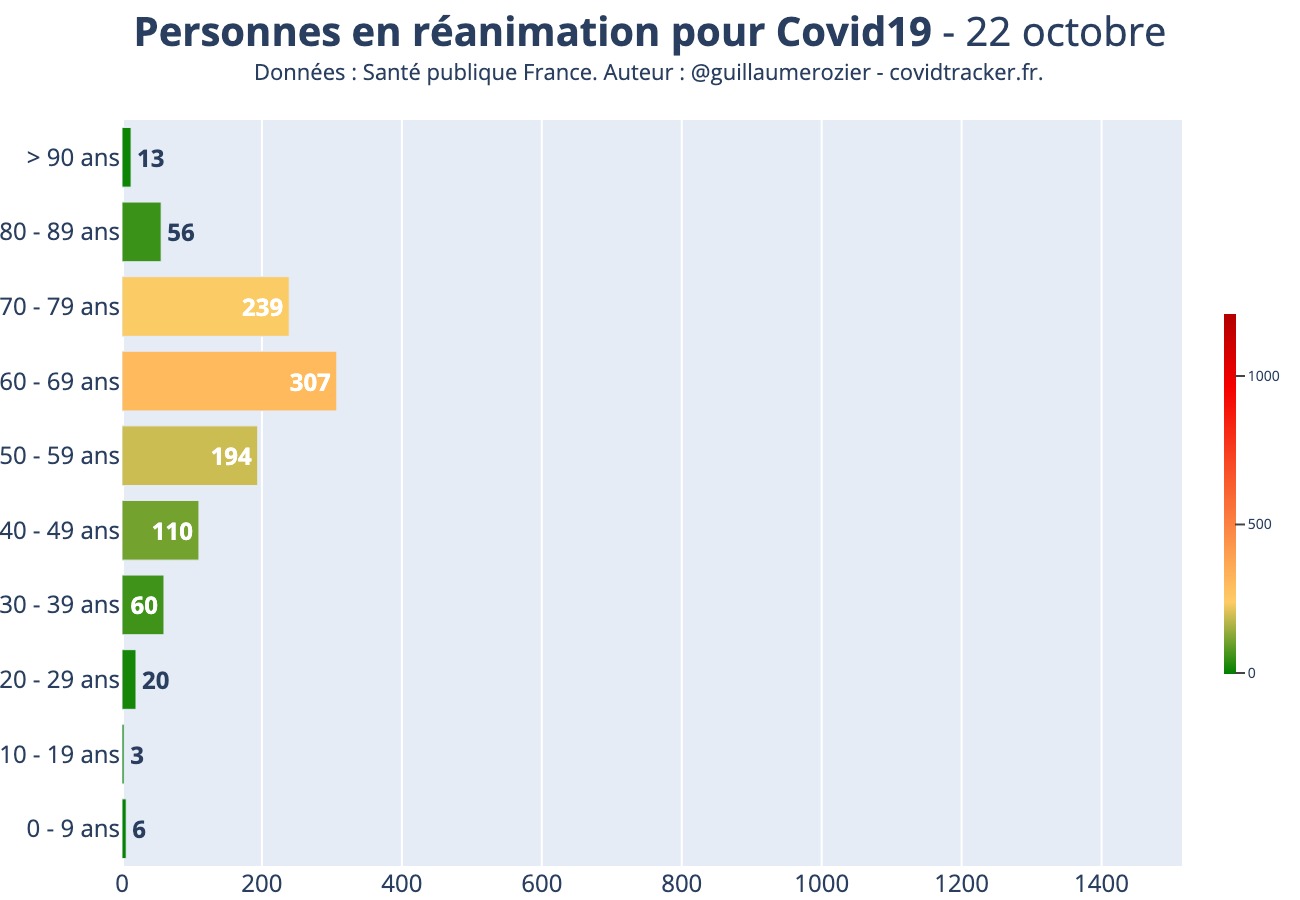 Personnes en réanimation pour Covid19 - 22 octobre
Données : Santé publique France. Auteur : @guillaumerozier - covidtracker.fr.
> 90 ans 13
80 - 89 ans 56
70 - 79 ans 239
60 - 69 ans 307
50 - 59 ans 194
40 - 49 ans 110
30 - 39 ans 60
20 - 29 ans 20
10 - 19 ans 3
0 - 9 ans 6
0 200 400 600 800 1000 1200 1400
1000
500
0